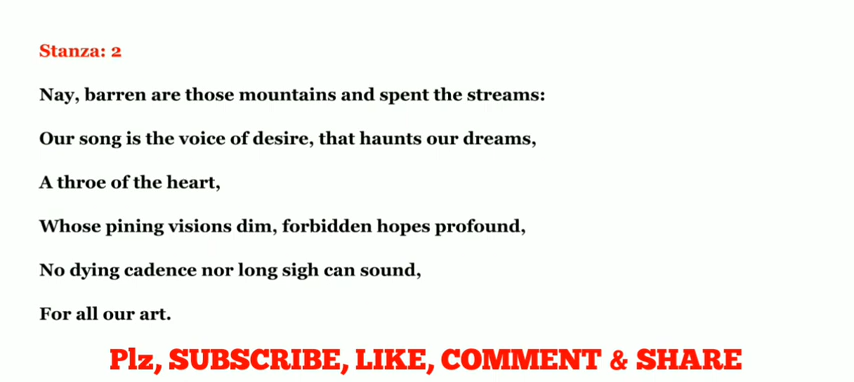 Stanza: 2
Nay, barren are those mountains and spent the streams:
Our song is the voice of desire, that haunts our dreams,
A throe of the heart,
Whose pining visions dim, forbidden hopes profound,
No dying cadence nor long sigh can sound,
For all our art.
Plz, SUBSCRIBE, LIKE, COMMENT & SHARE